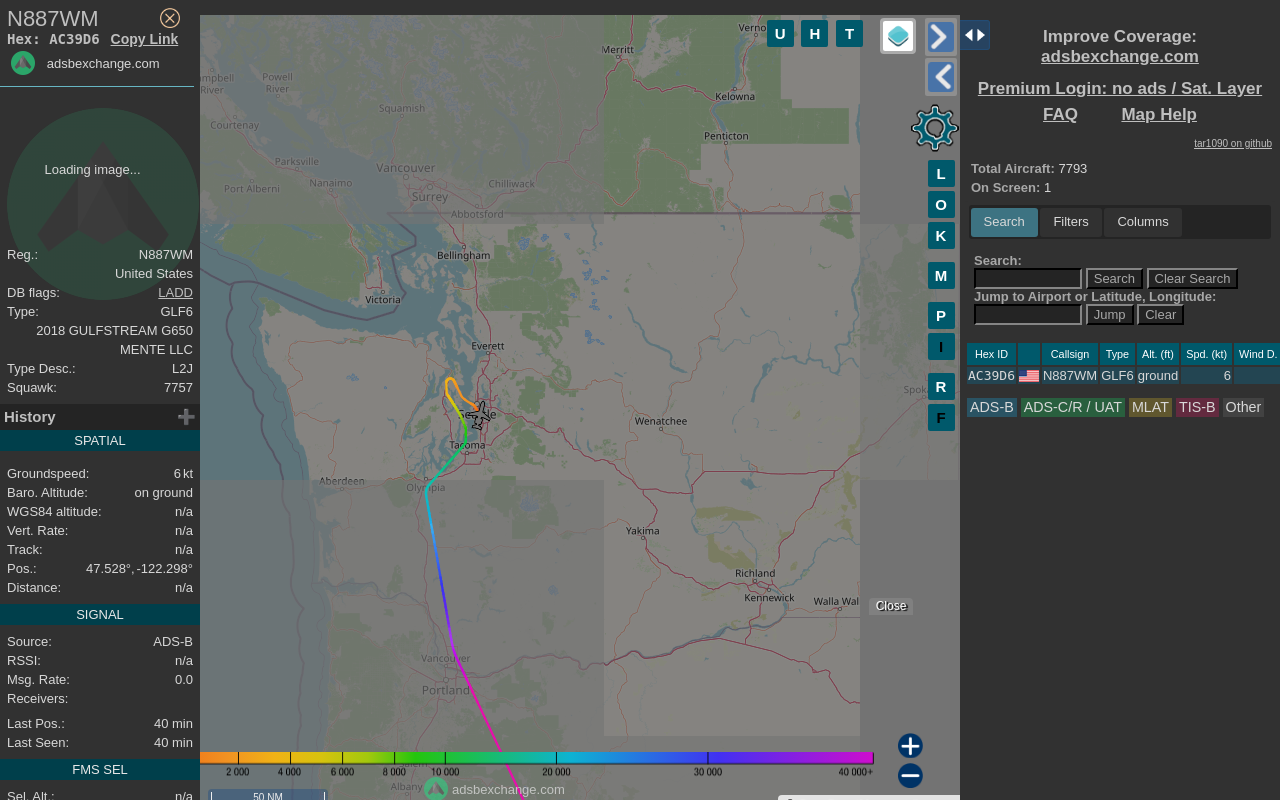 N887WM
Hex: AC39D6 Copy Link
adsbexchange.com
Loading image...
Reg.: N887WM
United States
DB flags: LADD
Type: GLF6
2018 GULFSTREAM G650
MENTE LLC
Type Desc.: L2J
Squawk: 7757
History
SPATIAL
Groundspeed: 6 kt
Baro. Altitude: on ground
WGS84 altitude: n/a
Vert. Rate: n/a
Track: n/a
Pos.: 47.528°, -122.298°
Distance: n/a
SIGNAL
Source: ADS-B
RSSI: n/a
Msg. Rate: 0.0
Receivers:
Last Pos.: 40 min
Last Seen: 40 min
FMS SEL
Sel. Alt.: n/a
U H T
Merritt
Kelowna
Powell
River
Squamish
Courtenay
Penticton
Parksville
Vancouver
Port Alberni
Nanaimo
Surrey
Chilliwack
Abbotsford
Bellingham
Victoria
Everett
Tacoma
Wenatchee
Aberdeen
Olympia
Yakima
Richland
Kennewick
Walla Wal
Vancouver
Portland
Albany
L
O
K
M
P
I
R
F
Close
2 000 4 000 6 000 8 000 10 000 20 000 30 000 40 000+
adsbexchange.com
50 NM
Improve Coverage:
adsbexchange.com
Premium Login: no ads / Sat. Layer
FAQ Map Help
tar1090 on github
Total Aircraft: 7793
On Screen: 1
Search Filters Columns
Search:
Search Clear Search
Jump to Airport or Latitude, Longitude:
Jump Clear
Hex ID Callsign Type Alt. (ft) Spd. (kt) Wind D.
AC39D6 N887WM GLF6 ground 6
ADS-B ADS-C/R / UAT MLAT TIS-B Other